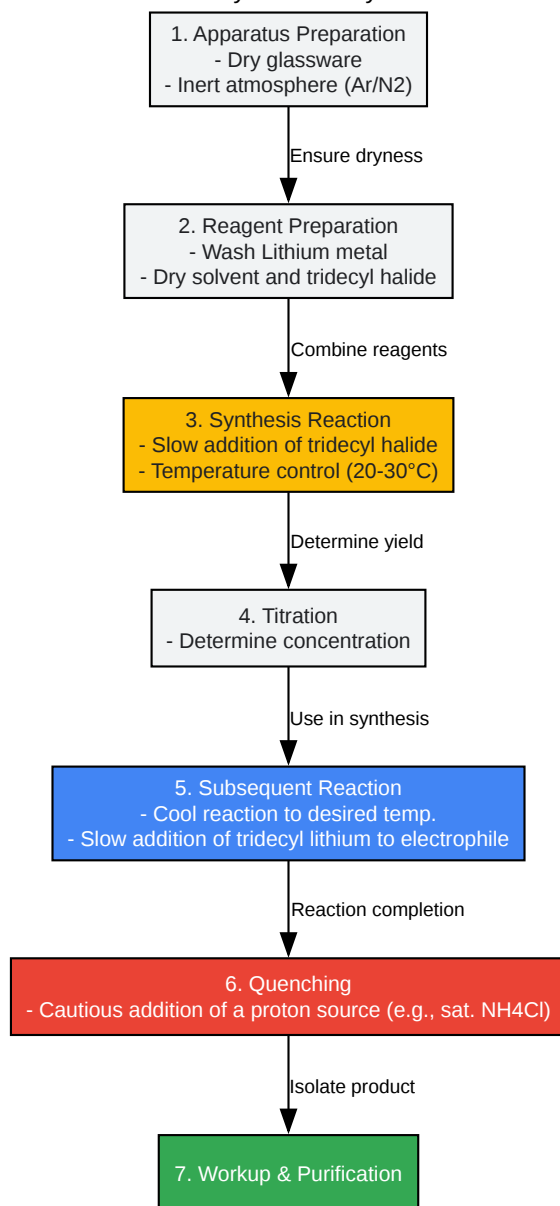 1. Apparatus Preparation
- Dry glassware
- Inert atmosphere (Ar/N2)
Ensure dryness
2. Reagent Preparation
- Wash Lithium metal
- Dry solvent and tridecyl halide
Combine reagents
3. Synthesis Reaction
- Slow addition of tridecyl halide
- Temperature control (20-30°C)
Determine yield
4. Titration
- Determine concentration
Use in synthesis
5. Subsequent Reaction
- Cool reaction to desired temp.
- Slow addition of tridecyl lithium to electrophile
Reaction completion
6. Quenching
- Cautious addition of a proton source (e.g., sat. NH4Cl)
Isolate product
7. Workup & Purification